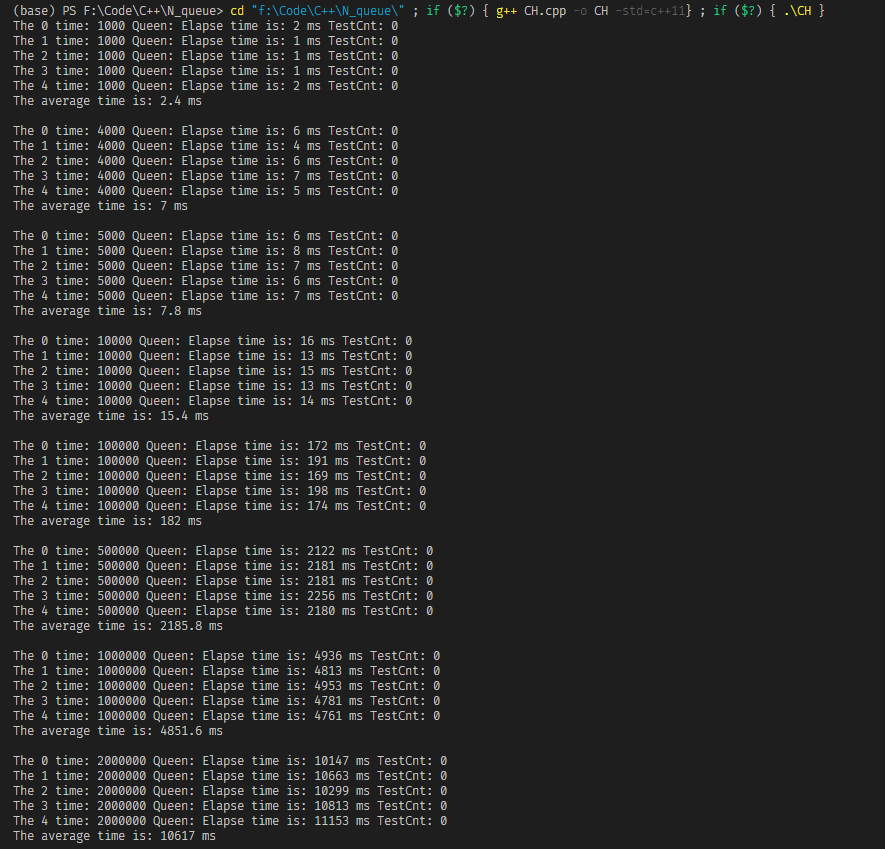 (base) PS F:\Code\C++\N_queue> cd "f:\Code\C++\N_queue\" ; if ($?) { g++ CH.cpp -o CH -std=c++11} ; if ($?) { .\CH }
The 0 time: 1000 Queen: Elapse time is: 2 ms TestCnt: 0
The 1 time: 1000 Queen: Elapse time is: 1 ms TestCnt: 0
The 2 time: 1000 Queen: Elapse time is: 1 ms TestCnt: 0
The 3 time: 1000 Queen: Elapse time is: 1 ms TestCnt: 0
The 4 time: 1000 Queen: Elapse time is: 2 ms TestCnt: 0
The average time is: 2.4 ms
The 0 time: 4000 Queen: Elapse time is: 6 ms TestCnt: 0
The 1 time: 4000 Queen: Elapse time is: 4 ms TestCnt: 0
The 2 time: 4000 Queen: Elapse time is: 6 ms TestCnt: 0
The 3 time: 4000 Queen: Elapse time is: 7 ms TestCnt: 0
The 4 time: 4000 Queen: Elapse time is: 5 ms TestCnt: 0
The average time is: 7 ms
The 0 time: 5000 Queen: Elapse time is: 6 ms TestCnt: 0
The 1 time: 5000 Queen: Elapse time is: 8 ms TestCnt: 0
The 2 time: 5000 Queen: Elapse time is: 7 ms TestCnt: 0
The 3 time: 5000 Queen: Elapse time is: 6 ms TestCnt: 0
The 4 time: 5000 Queen: Elapse time is: 7 ms TestCnt: 0
The average time is: 7.8 ms
The 0 time: 10000 Queen: Elapse time is: 16 ms TestCnt: 0
The 1 time: 10000 Queen: Elapse time is: 13 ms TestCnt: 0
The 2 time: 10000 Queen: Elapse time is: 15 ms TestCnt: 0
The 3 time: 10000 Queen: Elapse time is: 13 ms TestCnt: 0
The 4 time: 10000 Queen: Elapse time is: 14 ms TestCnt: 0
The average time is: 15.4 ms
The 0 time: 100000 Queen: Elapse time is: 172 ms TestCnt: 0
The 1 time: 100000 Queen: Elapse time is: 191 ms TestCnt: 0
The 2 time: 100000 Queen: Elapse time is: 169 ms TestCnt: 0
The 3 time: 100000 Queen: Elapse time is: 198 ms TestCnt: 0
The 4 time: 100000 Queen: Elapse time is: 174 ms TestCnt: 0
The average time is: 182 ms
The 0 time: 500000 Queen: Elapse time is: 2122 ms TestCnt: 0
The 1 time: 500000 Queen: Elapse time is: 2181 ms TestCnt: 0
The 2 time: 500000 Queen: Elapse time is: 2181 ms TestCnt: 0
The 3 time: 500000 Queen: Elapse time is: 2256 ms TestCnt: 0
The 4 time: 500000 Queen: Elapse time is: 2180 ms TestCnt: 0
The average time is: 2185.8 ms
The 0 time: 1000000 Queen: Elapse time is: 4936 ms TestCnt: 0
The 1 time: 1000000 Queen: Elapse time is: 4813 ms TestCnt: 0
The 2 time: 1000000 Queen: Elapse time is: 4953 ms TestCnt: 0
The 3 time: 1000000 Queen: Elapse time is: 4781 ms TestCnt: 0
The 4 time: 1000000 Queen: Elapse time is: 4761 ms TestCnt: 0
The average time is: 4851.6 ms
The 0 time: 2000000 Queen: Elapse time is: 10147 ms TestCnt: 0
The 1 time: 2000000 Queen: Elapse time is: 10663 ms TestCnt: 0
The 2 time: 2000000 Queen: Elapse time is: 10299 ms TestCnt: 0
The 3 time: 2000000 Queen: Elapse time is: 10813 ms TestCnt: 0
The 4 time: 2000000 Queen: Elapse time is: 11153 ms TestCnt: 0
The average time is: 10617 ms